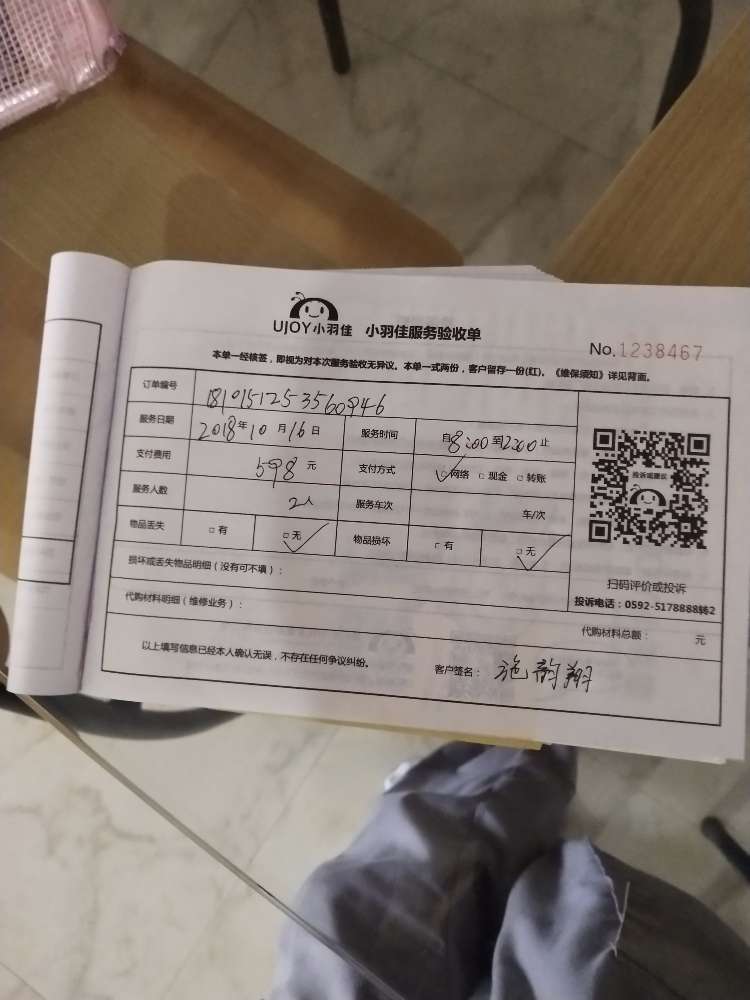 UJOY小羽佳 小羽佳服务验收单
No.1238467
本单一经核签，即视为对本次服务验收无异议。本单一式两份，客户留存一份(红)。《维保须知》详见背面。
订单编号 1810151253560946
服务日期 2018年10月16日 服务时间 自8:00至12:00止
支付费用 598元 支付方式 ☑网络 □现金 □转账
服务人数 2人 服务车次 车/次
物品丢失 □有 ☑无 物品损坏 □有 ☑无
投诉或建议
扫码评价或投诉
投诉电话：0592-5178888转2
损坏或丢失物品明细（没有可不填）：
代购材料明细（维修业务）：
代购材料总额： 元
以上填写信息已经本人确认无误，不存在任何争议纠纷。 客户签名：施韵翔